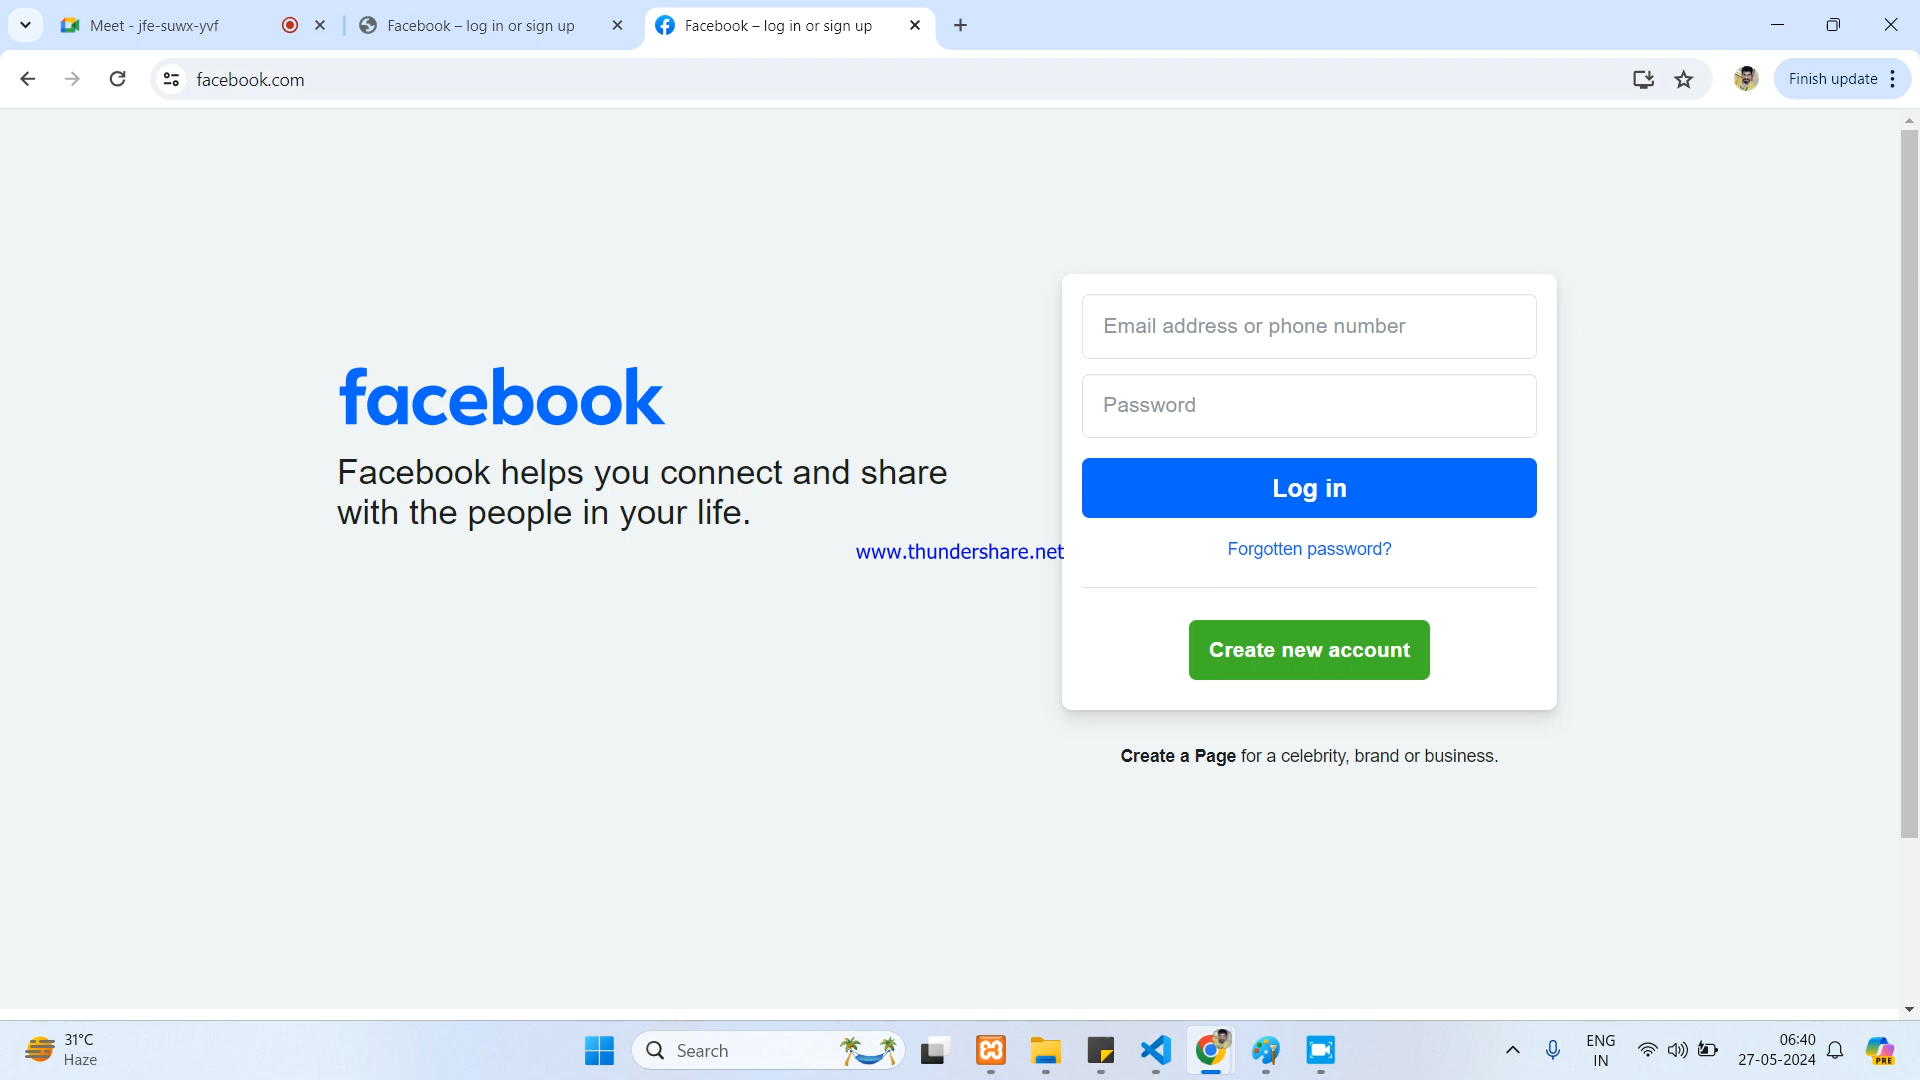 Meet - jfe-suwx-yvf
Facebook – log in or sign up
Facebook – log in or sign up
facebook.com
Finish update
facebook
Facebook helps you connect and share
with the people in your life.
www.thundershare.net
Email address or phone number
Password
Log in
Forgotten password?
Create new account
Create a Page for a celebrity, brand or business.
31°C
Haze
Search
ENG
IN
06:40
27-05-2024
PRE